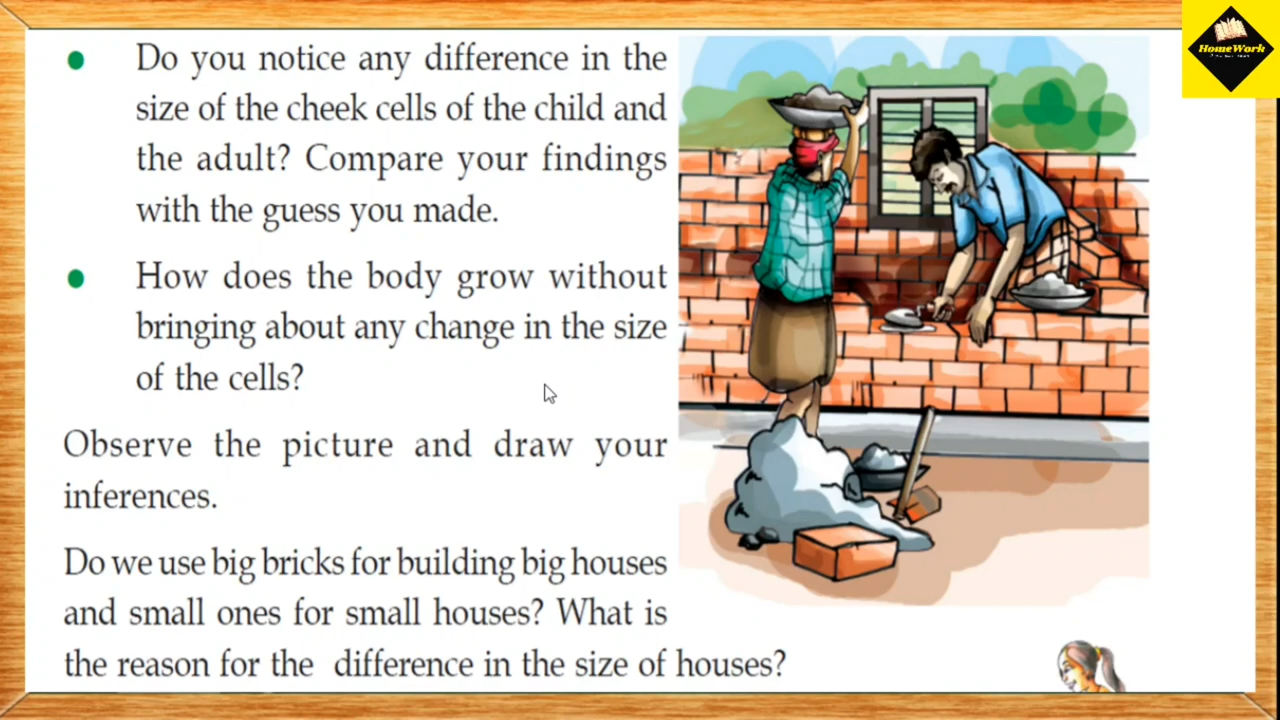 Do you notice any difference in the
size of the cheek cells of the child and
the adult? Compare your findings
with the guess you made.
How does the body grow without
bringing about any change in the size
of the cells?
Observe the picture and draw your
inferences.
Do we use big bricks for building big houses
and small ones for small houses? What is
the reason for the difference in the size of houses?
HomeWork